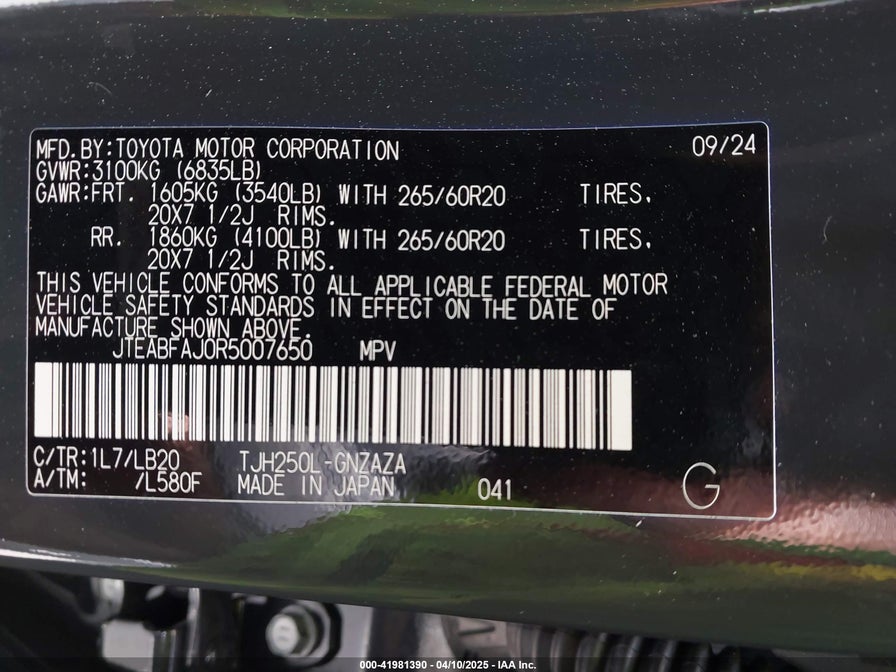 MFD.BY:TOYOTA MOTOR CORPORATION 09/24
GVWR:3100KG (6835LB)
GAWR:FRT. 1605KG (3540LB) WITH 265/60R20 TIRES,
20X7 1/2J RIMS.
RR. 1860KG (4100LB) WITH 265/60R20 TIRES,
20X7 1/2J RIMS.
THIS VEHICLE CONFORMS TO ALL APPLICABLE FEDERAL MOTOR
VEHICLE SAFETY STANDARDS IN EFFECT ON THE DATE OF
MANUFACTURE SHOWN ABOVE.
JTEABFAJ0R5007650 MPV
C/TR:1L7/LB20 TJH250L-GNZAZA
A/TM: /L580F MADE IN JAPAN 041 G
000-41981390 - 04/10/2025 - IAA Inc.